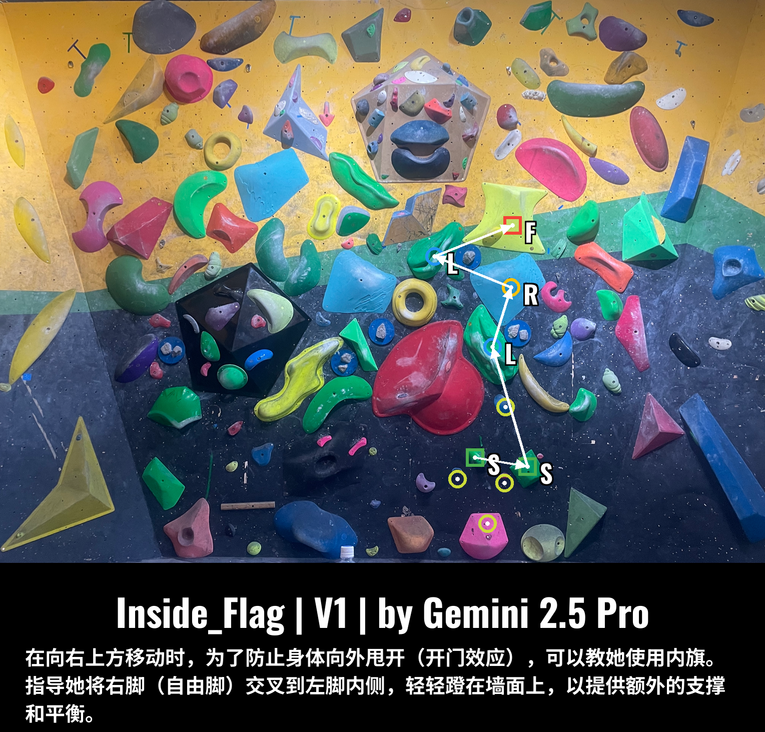 F
L
R
L
S
S
Inside_Flag | V1 | by Gemini 2.5 Pro
在向右上方移动时，为了防止身体向外甩开（开门效应），可以教她使用内旗。
指导她将右脚（自由脚）交叉到左脚内侧，轻轻蹬在墙面上，以提供额外的支撑
和平衡。